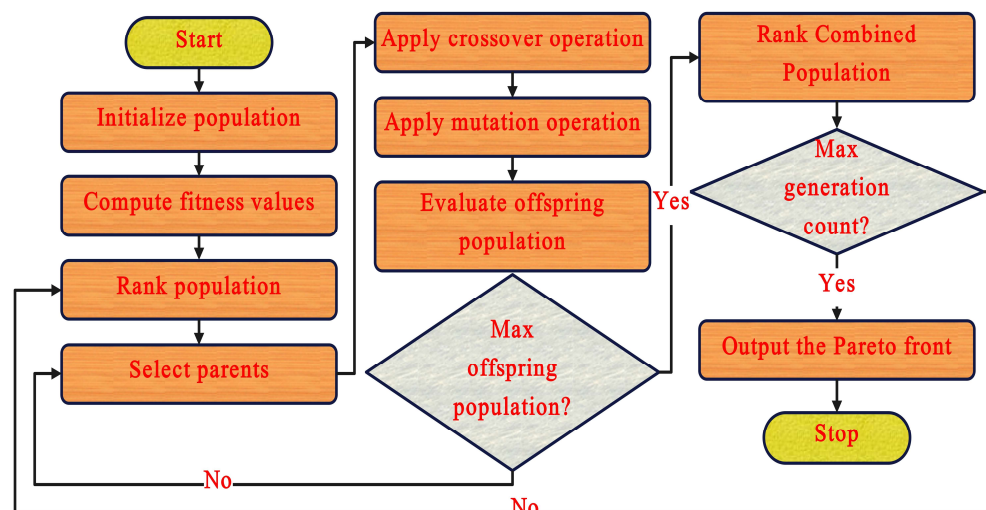 Start
Initialize population
Compute fitness values
Rank population
Select parents
Apply crossover operation
Apply mutation operation
Evaluate offspring
population
Max
offspring
population?
No
Yes
Rank Combined
Population
Max
generation
count?
Yes
Output the Pareto front
Stop
No